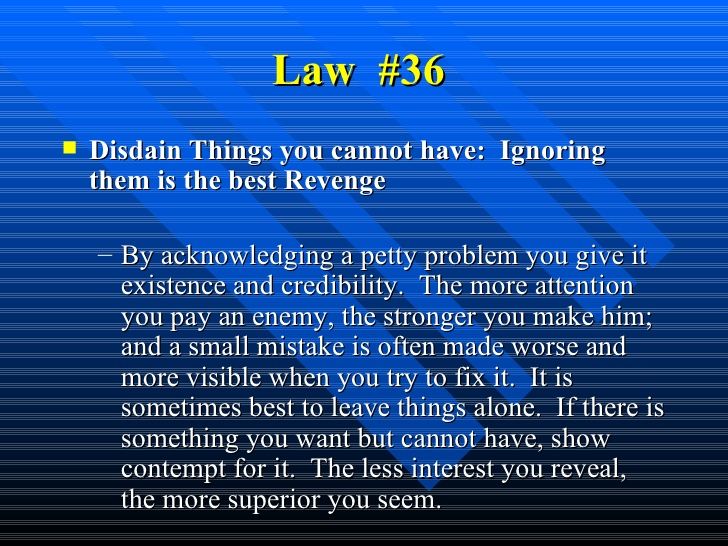 Law #36
Disdain Things you cannot have: Ignoring
them is the best Revenge
– By acknowledging a petty problem you give it
existence and credibility. The more attention
you pay an enemy, the stronger you make him;
and a small mistake is often made worse and
more visible when you try to fix it. It is
sometimes best to leave things alone. If there is
something you want but cannot have, show
contempt for it. The less interest you reveal,
the more superior you seem.